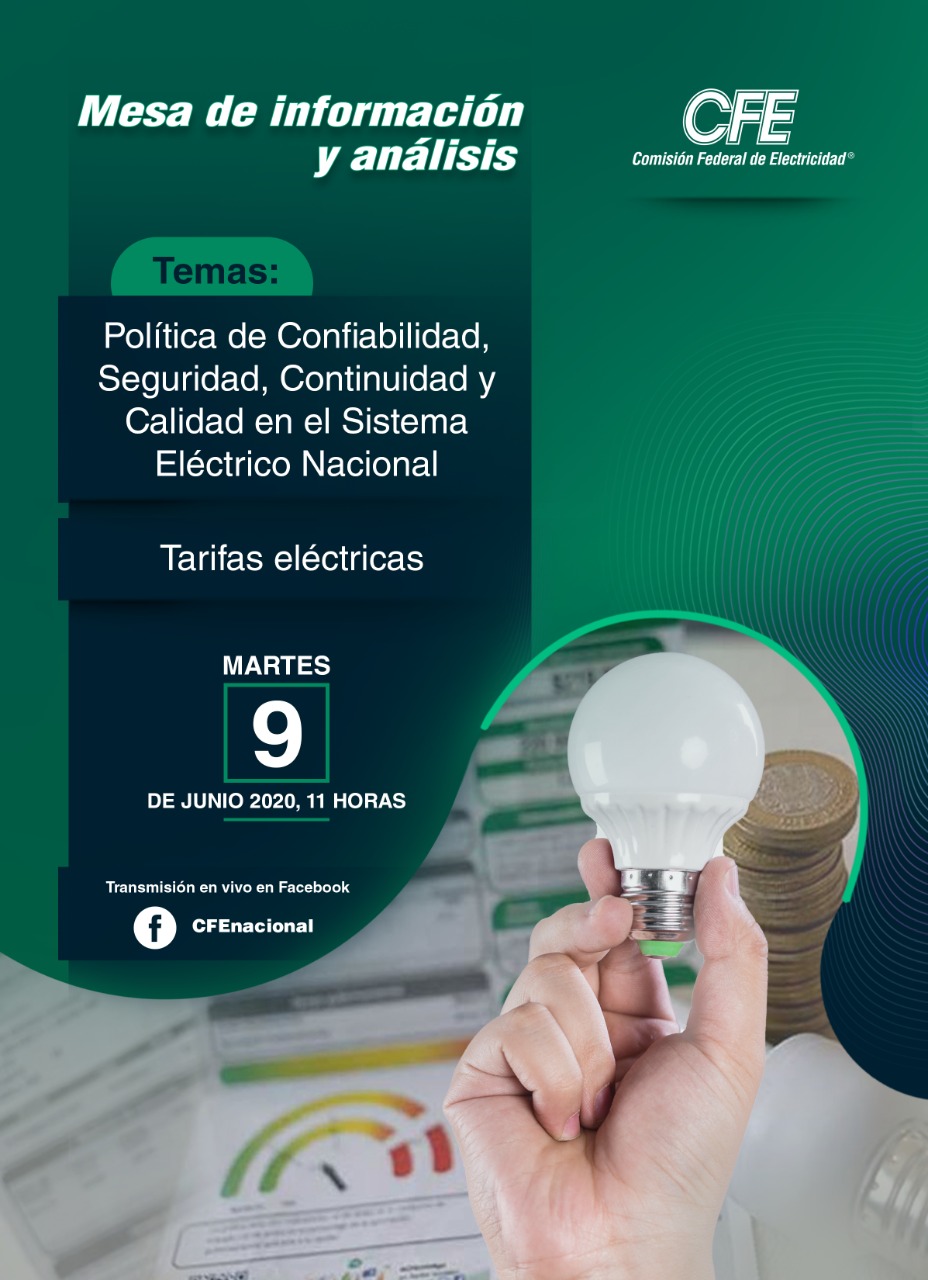 Mesa de información
y análisis
CFE
Comisión Federal de Electricidad®
Temas:
Política de Confiabilidad,
Seguridad, Continuidad y
Calidad en el Sistema
Eléctrico Nacional
Tarifas eléctricas
MARTES
9
DE JUNIO 2020, 11 HORAS
Transmisión en vivo en Facebook
f
CFEnacional